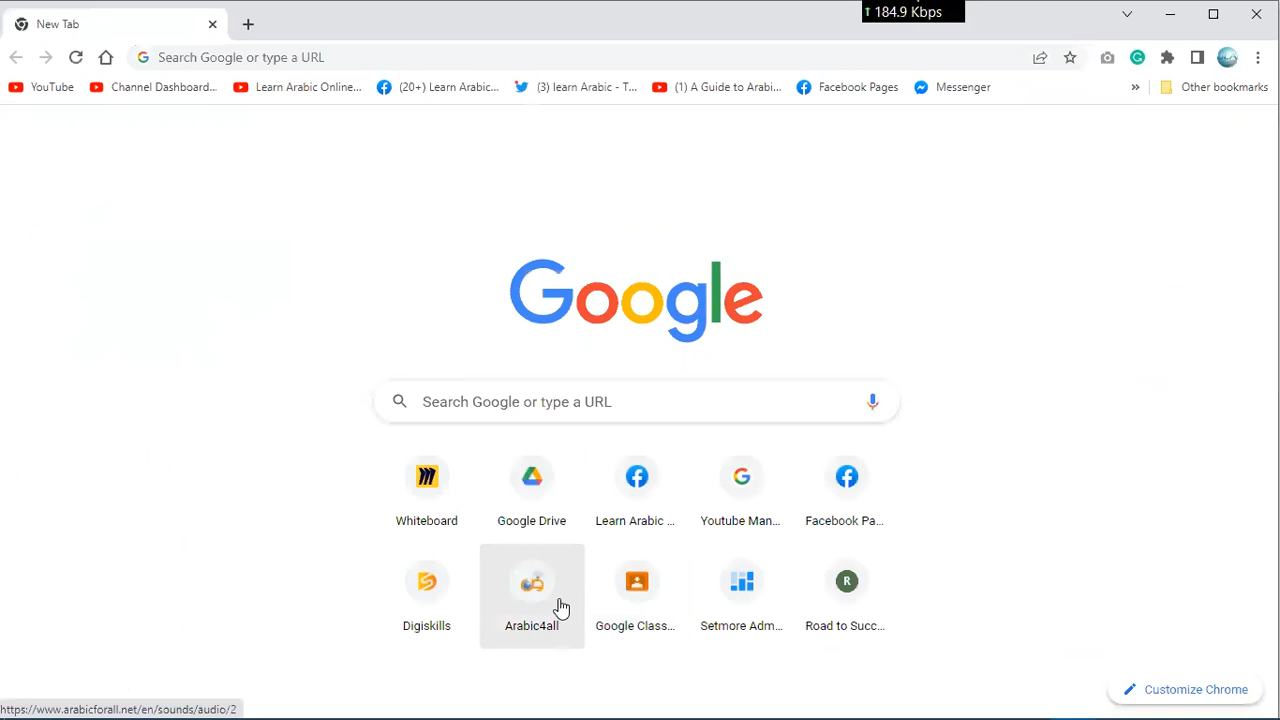 New Tab
↑ 184.9 Kbps
Search Google or type a URL
YouTube
Channel Dashboard...
Learn Arabic Online...
(20+) Learn Arabic...
(3) learn Arabic - T...
(1) A Guide to Arabi...
Facebook Pages
Messenger
»
Other bookmarks
Google
Search Google or type a URL
Whiteboard
Google Drive
Learn Arabic ...
Youtube Man...
Facebook Pa...
Digiskills
Arabic4all
Google Class...
Setmore Adm...
R
Road to Succ...
Customize Chrome
https://www.arabicforall.net/en/sounds/audio/2